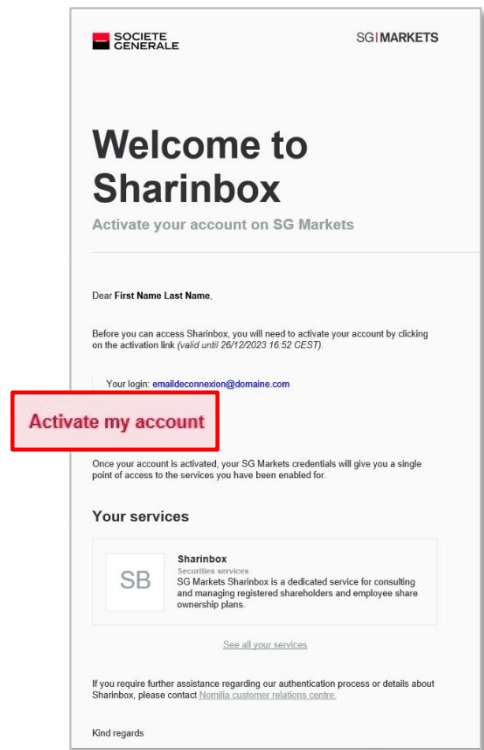 SOCIETE
GENERALE
SG|MARKETS
Welcome to
Sharinbox
Activate your account on SG Markets
Dear First Name Last Name,
Before you can access Sharinbox, you will need to activate your account by clicking
on the activation link (valid until 26/12/2023 16:52 CEST).
Your login: emaildeconnexion@domaine.com
Activate my account
Once your account is activated, your SG Markets credentials will give you a single
point of access to the services you have been enabled for.
Your services
SB
Sharinbox
Securities services
SG Markets Sharinbox is a dedicated service for consulting
and managing registered shareholders and employee share
ownership plans.
See all your services
If you require further assistance regarding our authentication process or details about
Sharinbox, please contact Nomilia customer relations centre.
Kind regards